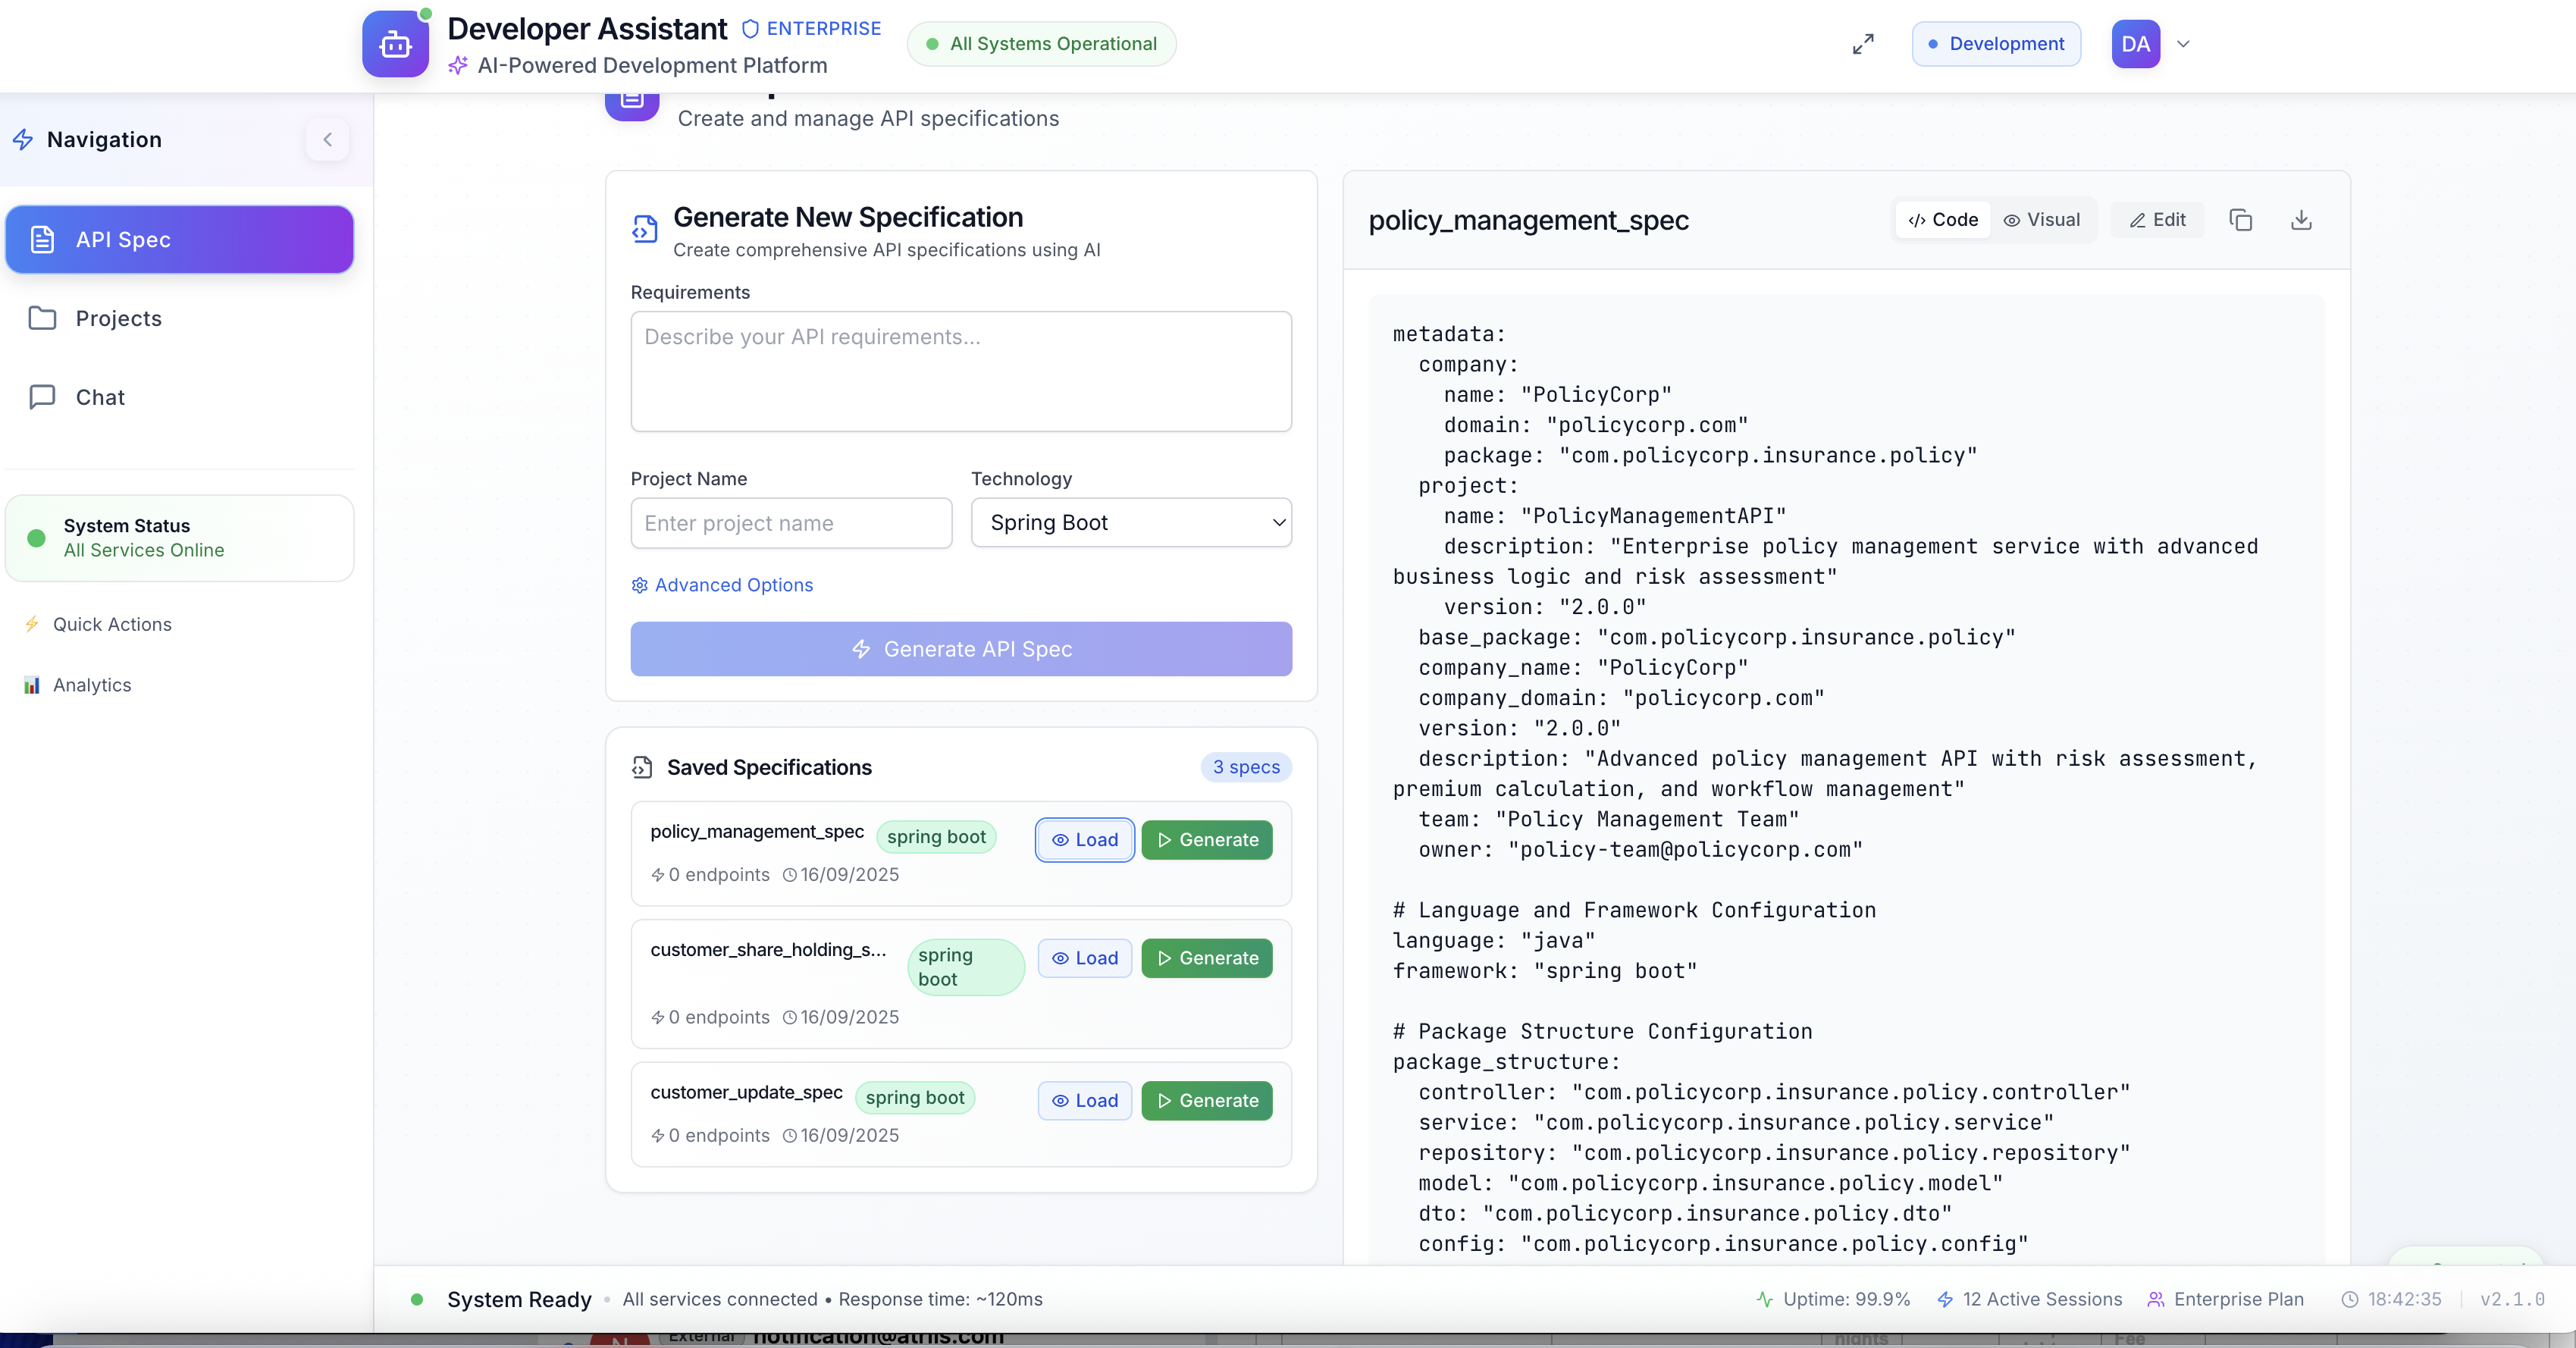 Developer Assistant ENTERPRISE
AI-Powered Development Platform
All Systems Operational
Development
DA
Navigation
API Spec
Projects
Chat
System Status
All Services Online
⚡ Quick Actions
📊 Analytics
Create and manage API specifications
Generate New Specification
Create comprehensive API specifications using AI
Requirements
Describe your API requirements...
Project Name
Technology
Enter project name
Spring Boot
Advanced Options
Generate API Spec
Saved Specifications
3 specs
policy_management_spec spring boot Load Generate
0 endpoints 16/09/2025
customer_share_holding_s... spring boot Load Generate
0 endpoints 16/09/2025
customer_update_spec spring boot Load Generate
0 endpoints 16/09/2025
policy_management_spec
Code Visual Edit
metadata:
  company:
    name: "PolicyCorp"
    domain: "policycorp.com"
    package: "com.policycorp.insurance.policy"
  project:
    name: "PolicyManagementAPI"
    description: "Enterprise policy management service with advanced
business logic and risk assessment"
    version: "2.0.0"
  base_package: "com.policycorp.insurance.policy"
  company_name: "PolicyCorp"
  company_domain: "policycorp.com"
  version: "2.0.0"
  description: "Advanced policy management API with risk assessment,
premium calculation, and workflow management"
  team: "Policy Management Team"
  owner: "policy-team@policycorp.com"
# Language and Framework Configuration
language: "java"
framework: "spring boot"
# Package Structure Configuration
package_structure:
  controller: "com.policycorp.insurance.policy.controller"
  service: "com.policycorp.insurance.policy.service"
  repository: "com.policycorp.insurance.policy.repository"
  model: "com.policycorp.insurance.policy.model"
  dto: "com.policycorp.insurance.policy.dto"
  config: "com.policycorp.insurance.policy.config"
System Ready • All services connected • Response time: ~120ms
Uptime: 99.9%
12 Active Sessions
Enterprise Plan
18:42:35
v2.1.0
External
nights
Fee